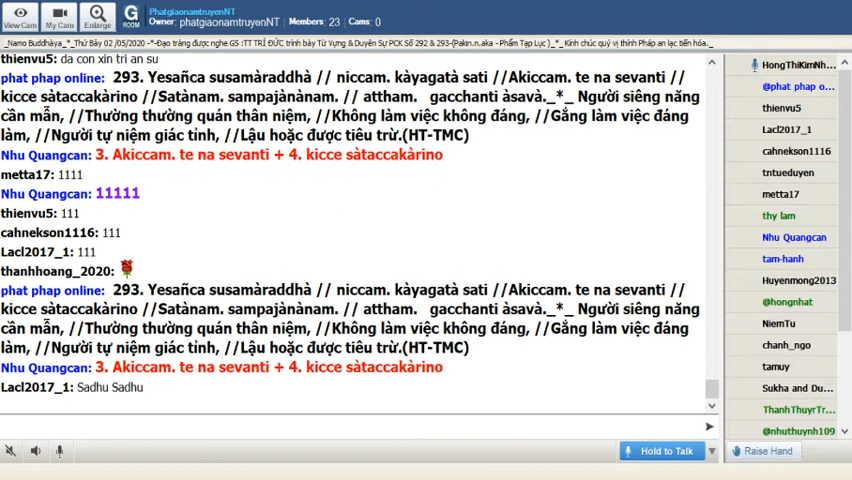 View Cam
My Cam
Enlarge
G
ROOM
PhatgiaonamtruyenNT
Owner: phatgiaonamtruyenNT Members: 23 Cams: 0
_Namo Buddhàya_*_Thứ Bảy 02 /05/2020 -*-Đạo tràng được nghe GS :TT TRÍ ĐỨC trình bày Từ Vựng & Duyên Sự PCK Số 292 & 293-(Pakin.n.aka - Phẩm Tạp Lục )_*_ Kính chúc quý vị thính Pháp an lạc tiến hóa._
thienvu5: da con xin tri an su
phat phap online: 293. Yesañca susamàraddhà // niccam. kàyagatà sati //Akiccam. te na sevanti //
kicce sàtaccakàrino //Satànam. sampajànànam. // attham. gacchanti àsavà._*_ Người siêng năng
cần mẫn, //Thường thường quán thân niệm, //Không làm việc không đáng, //Gắng làm việc đáng
làm, //Người tự niệm giác tỉnh, //Lậu hoặc được tiêu trừ.(HT-TMC)
Nhu Quangcan: 3. Akiccam. te na sevanti + 4. kicce sàtaccakàrino
metta17: 1111
Nhu Quangcan: 11111
thienvu5: 111
cahnekson1116: 111
Lacl2017_1: 111
thanhhoang_2020:
phat phap online: 293. Yesañca susamàraddhà // niccam. kàyagatà sati //Akiccam. te na sevanti //
kicce sàtaccakàrino //Satànam. sampajànànam. // attham. gacchanti àsavà._*_ Người siêng năng
cần mẫn, //Thường thường quán thân niệm, //Không làm việc không đáng, //Gắng làm việc đáng
làm, //Người tự niệm giác tỉnh, //Lậu hoặc được tiêu trừ.(HT-TMC)
Nhu Quangcan: 3. Akiccam. te na sevanti + 4. kicce sàtaccakàrino
Lacl2017_1: Sadhu Sadhu
HongThiKimNh...
@phat phap o...
thienvu5
Lacl2017_1
cahnekson1116
tntueduyen
metta17
thy lam
Nhu Quangcan
tam-hanh
Huyenmong2013
@hongnhat
NiemTu
chanh_ngo
tamuy
Sukha and Du...
ThanhThuyrTr...
@nhuthuynh109
Hold to Talk
Raise Hand